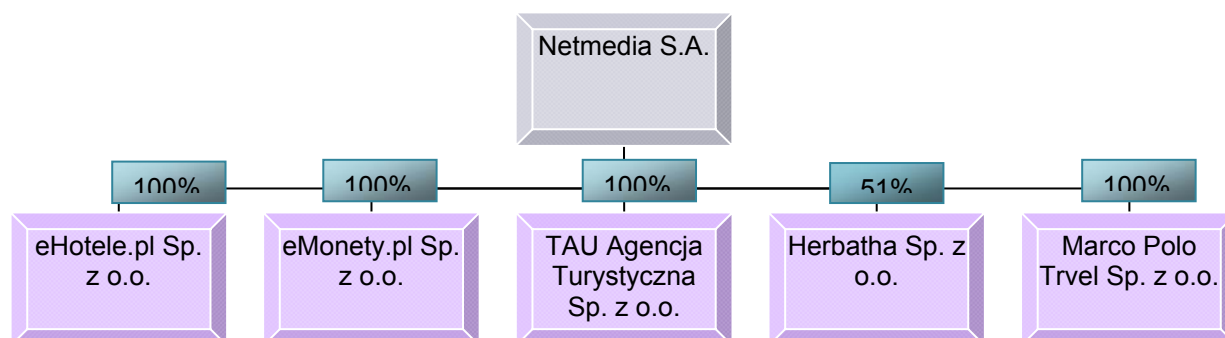 Netmedia S.A.
100%
100%
100%
51%
100%
eHotele.pl Sp.
z o.o.
eMonety.pl Sp.
z o.o.
TAU Agencja
Turystyczna
Sp. z o.o.
Herbatha Sp. z
o.o.
Marco Polo
Trvel Sp. z o.o.